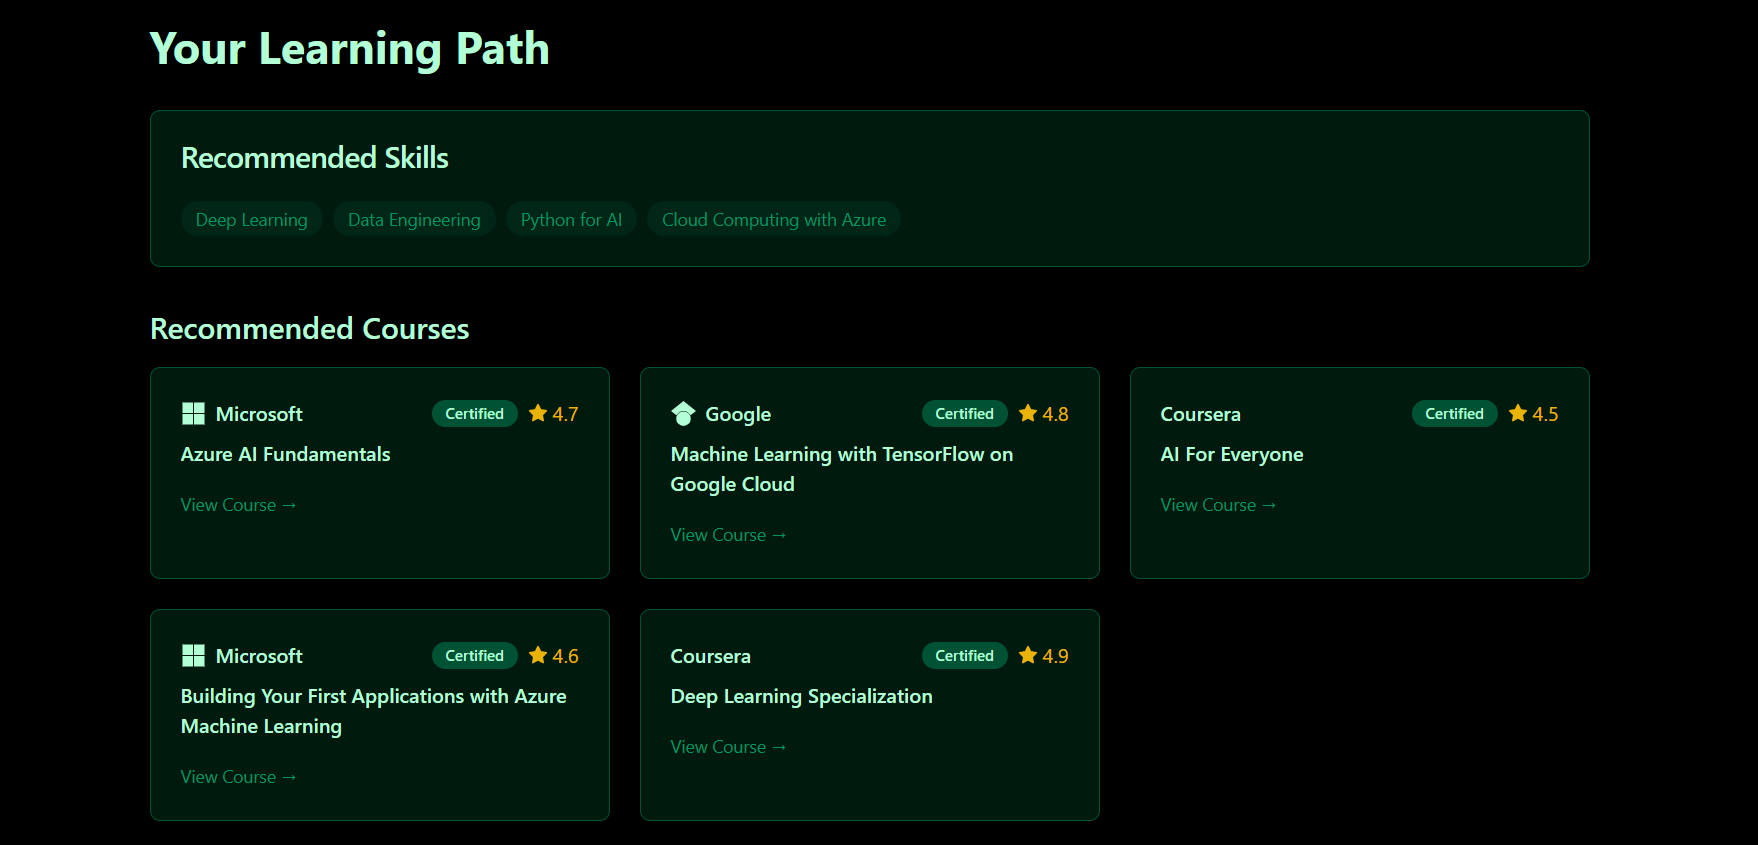 Your Learning Path
Recommended Skills
Deep Learning
Data Engineering
Python for AI
Cloud Computing with Azure
Recommended Courses
Microsoft
Certified
4.7
Azure AI Fundamentals
View Course →
Google
Certified
4.8
Machine Learning with TensorFlow on
Google Cloud
View Course →
Coursera
Certified
4.5
AI For Everyone
View Course →
Microsoft
Certified
4.6
Building Your First Applications with Azure
Machine Learning
View Course →
Coursera
Certified
4.9
Deep Learning Specialization
View Course →